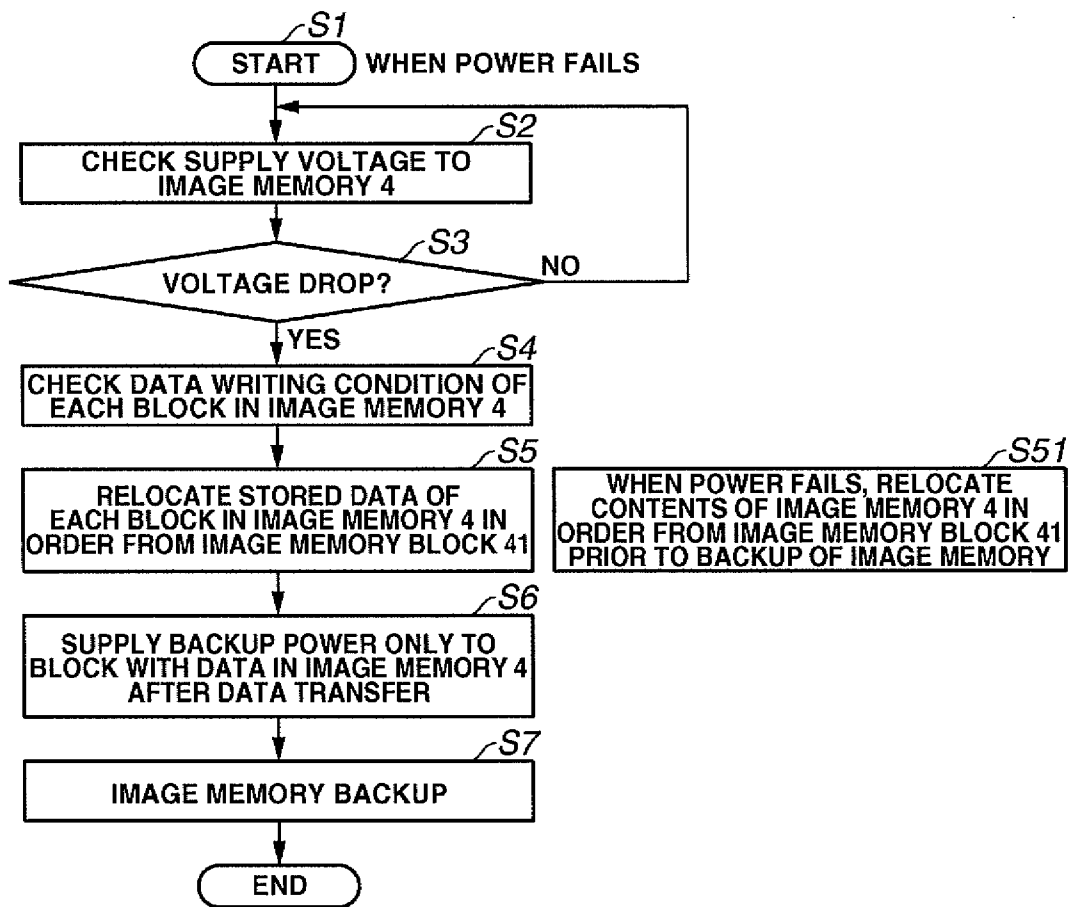 S1
START WHEN POWER FAILS
S2
CHECK SUPPLY VOLTAGE TO
IMAGE MEMORY 4
S3
VOLTAGE DROP?
NO
YES
S4
CHECK DATA WRITING CONDITION OF
EACH BLOCK IN IMAGE MEMORY 4
S5
RELOCATE STORED DATA OF
EACH BLOCK IN IMAGE MEMORY 4 IN
ORDER FROM IMAGE MEMORY BLOCK 41
S51
WHEN POWER FAILS, RELOCATE
CONTENTS OF IMAGE MEMORY 4 IN
ORDER FROM IMAGE MEMORY BLOCK 41
PRIOR TO BACKUP OF IMAGE MEMORY
S6
SUPPLY BACKUP POWER ONLY TO
BLOCK WITH DATA IN IMAGE MEMORY 4
AFTER DATA TRANSFER
S7
IMAGE MEMORY BACKUP
END